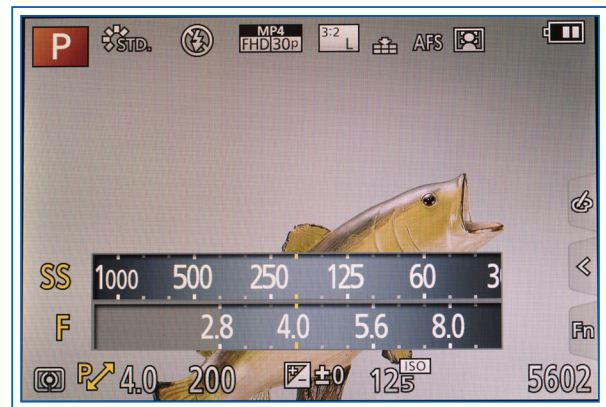 P STD. MP4 FHD 30p 3:2 L AFS
SS 1000 500 250 125 60 30
F 2.8 4.0 5.6 8.0
Fn
P 4.0 200 ±0 ISO 125 5602